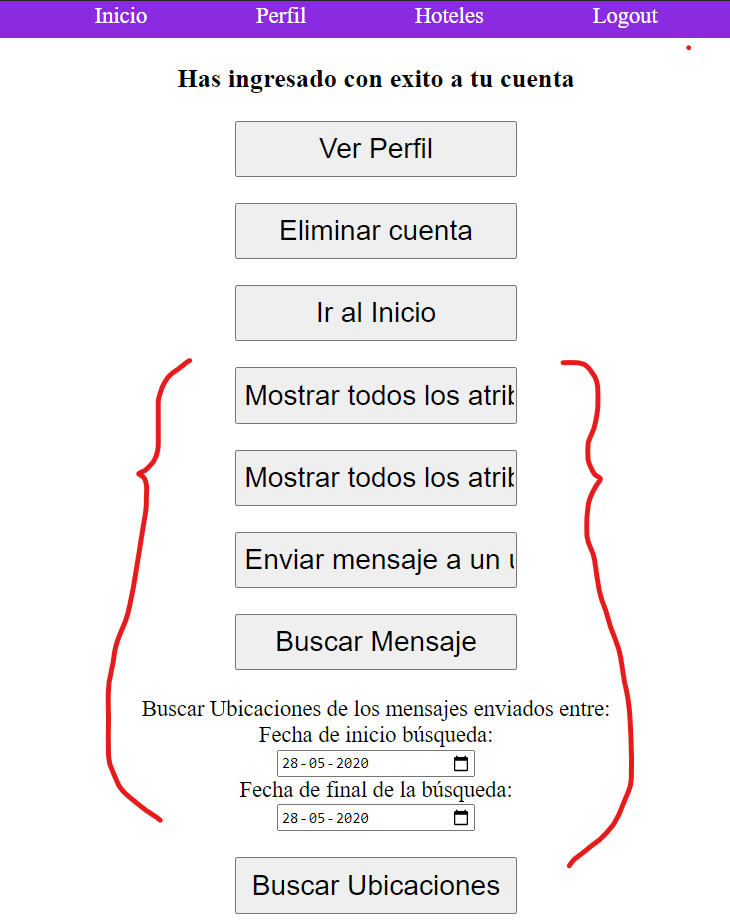 Inicio Perfil Hoteles Logout
Has ingresado con exito a tu cuenta
Ver Perfil
Eliminar cuenta
Ir al Inicio
Mostrar todos los atrib
Mostrar todos los atrib
Enviar mensaje a un
Buscar Mensaje
Buscar Ubicaciones de los mensajes enviados entre:
Fecha de inicio búsqueda:
28-05-2020
Fecha de final de la búsqueda:
28-05-2020
Buscar Ubicaciones